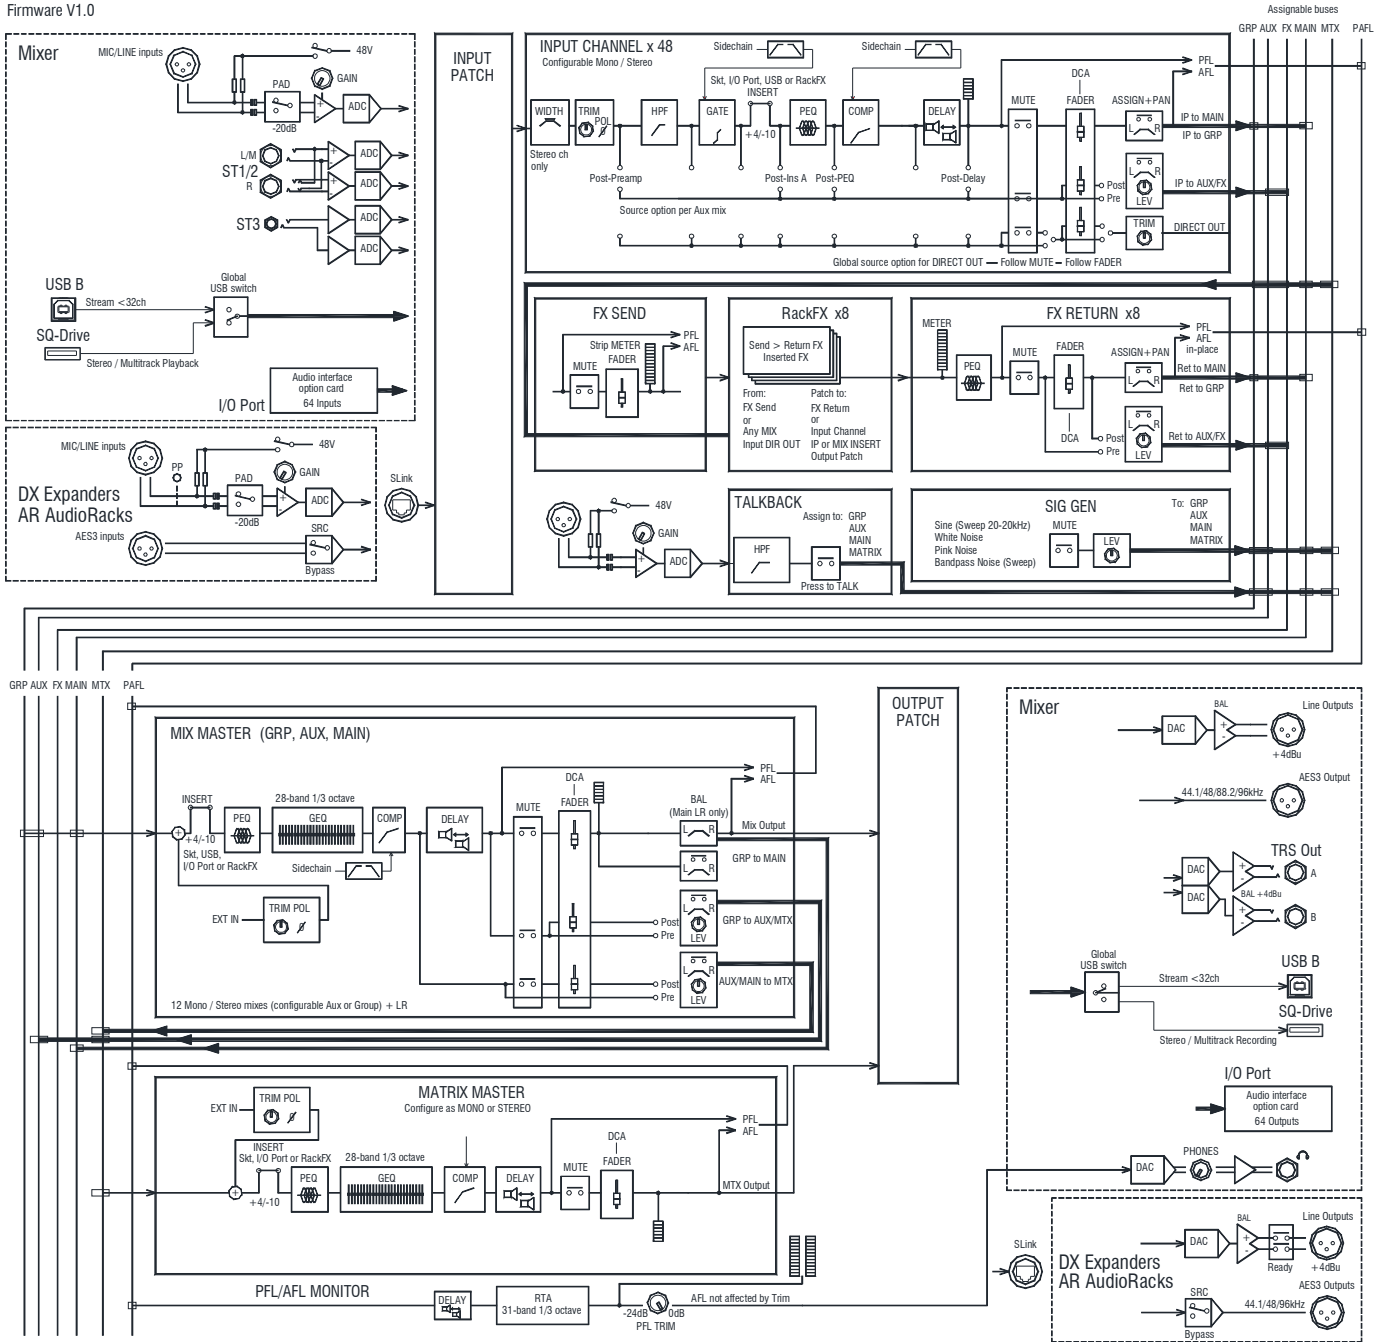 Firmware V1.0
Assignable buses
GRP AUX FX MAIN MTX PAFL
Mixer
MIC/LINE inputs
48V
GAIN
PAD
-20dB
ADC
L/M
ST1/2
R
ADC
ADC
ST3
ADC
ADC
USB B
Stream <32ch
Global
USB switch
SQ-Drive
Stereo / Multitrack Playback
Audio interface
option card
64 Inputs
I/O Port
MIC/LINE inputs
48V
PP
GAIN
PAD
-20dB
ADC
DX Expanders
AR AudioRacks
AES3 inputs
SRC
Bypass
SLink
INPUT
PATCH
INPUT CHANNEL x 48
Configurable Mono / Stereo
Sidechain
Sidechain
Skt, I/O Port, USB or RackFX
INSERT
WIDTH
TRIM
POL
HPF
GATE
+4/-10
PEQ
COMP
DELAY
Stereo ch
only
Post-Preamp
Post-Ins A
Post-PEQ
Post-Delay
Source option per Aux mix
MUTE
DCA
FADER
ASSIGN+PAN
L R
PFL
AFL
IP to MAIN
IP to GRP
Post
Pre
L R
LEV
IP to AUX/FX
TRIM
DIRECT OUT
Global source option for DIRECT OUT — Follow MUTE — Follow FADER
FX SEND
PFL
AFL
Strip METER
FADER
MUTE
RackFX x8
Send > Return FX
Inserted FX
From:
FX Send
or
Any MIX
Input DIR OUT
Patch to:
FX Return
or
Input Channel
IP or MIX INSERT
Output Patch
FX RETURN x8
METER
PEQ
MUTE
FADER
DCA
ASSIGN+PAN
L R
PFL
AFL
in-place
Ret to MAIN
Ret to GRP
Post
Pre
L R
LEV
Ret to AUX/FX
48V
GAIN
ADC
TALKBACK
Assign to: GRP
AUX
MAIN
MATRIX
HPF
Press to TALK
SIG GEN
Sine (Sweep 20-20kHz)
White Noise
Pink Noise
Bandpass Noise (Sweep)
MUTE
LEV
To: GRP
AUX
MAIN
MATRIX
GRP AUX FX MAIN MTX PAFL
MIX MASTER (GRP, AUX, MAIN)
INSERT
+4/-10
Skt, USB,
I/O Port or RackFX
PEQ
28-band 1/3 octave
GEQ
COMP
Sidechain
DELAY
EXT IN
TRIM POL
MUTE
DCA
FADER
PFL
AFL
BAL
(Main LR only)
L R
Mix Output
L R
GRP to MAIN
Post
Pre
L R
LEV
GRP to AUX/MTX
Post
Pre
L R
LEV
AUX/MAIN to MTX
12 Mono / Stereo mixes (configurable Aux or Group) + LR
OUTPUT
PATCH
MATRIX MASTER
Configure as MONO or STEREO
EXT IN
TRIM POL
INSERT
Skt, I/O Port or RackFX
+4/-10
PEQ
28-band 1/3 octave
GEQ
COMP
DELAY
MUTE
DCA
FADER
PFL
AFL
MTX Output
PFL/AFL MONITOR
DELAY
RTA
31-band 1/3 octave
-24dB 0dB
PFL TRIM
AFL not affected by Trim
Mixer
DAC
BAL
Line Outputs
+4dBu
44.1/48/88.2/96kHz
AES3 Output
TRS Out
DAC
A
DAC
BAL +4dBu
B
Global
USB switch
USB B
Stream <32ch
SQ-Drive
Stereo / Multitrack Recording
I/O Port
Audio interface
option card
64 Outputs
DAC
PHONES
SLink
DX Expanders
AR AudioRacks
DAC
BAL
Ready
Line Outputs
+4dBu
SRC
Bypass
44.1/48/96kHz
AES3 Outputs